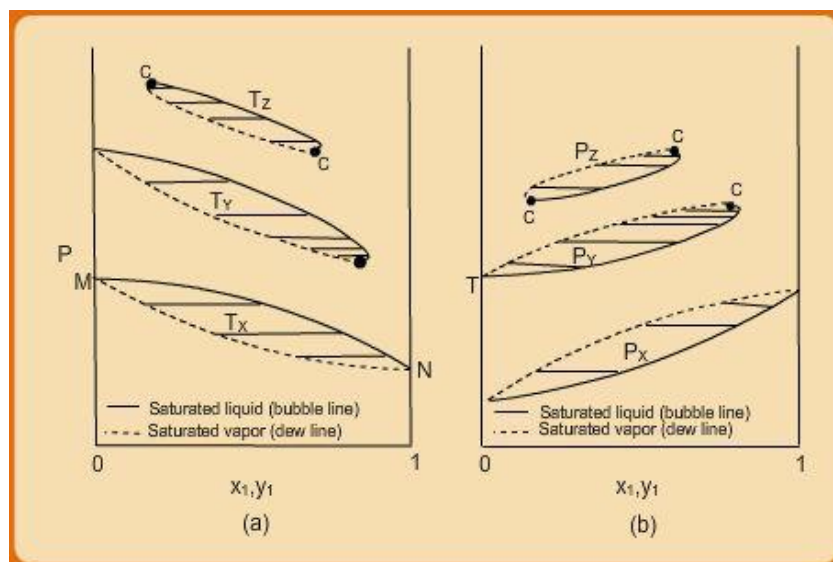 C
TZ
C
TY
P
M
TX
N
Saturated liquid (bubble line)
Saturated vapor (dew line)
0
1
x1,y1
(a)
C
PZ
C
C
PY
T
PX
Saturated liquid (bubble line)
Saturated vapor (dew line)
0
1
x1,y1
(b)